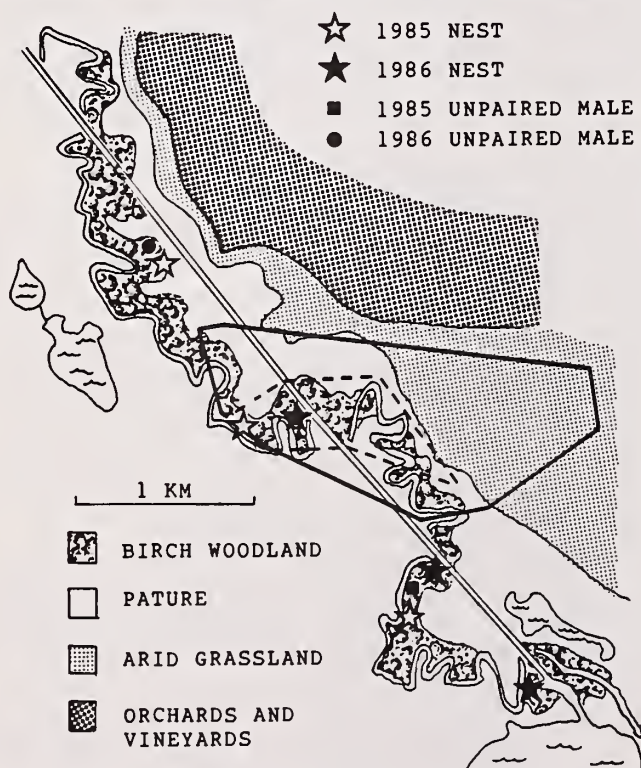 1985 NEST
1986 NEST
1985 UNPAIRED MALE
1986 UNPAIRED MALE
1 KM
BIRCH WOODLAND
PATURE
ARID GRASSLAND
ORCHARDS AND
VINEYARDS